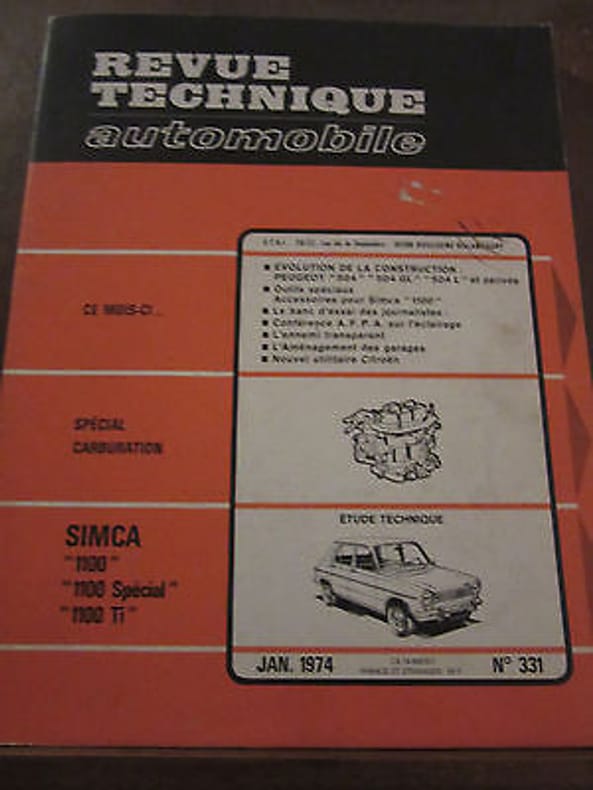 REVUE
TECHNIQUE
automobile
CE MOIS-CI...
■ EVOLUTION DE LA CONSTRUCTION :
PEUGEOT "504" "504 GL" "504 L" et dérivés
■ Outils spéciaux
Accessoires pour Simca "1100"
■ Le banc d'essai des journalistes
■ Conférence A.F.P.A. sur l'éclairage
■ L'ennemi transparent
■ L'Aménagement des garages
■ Nouvel utilitaire Citroën
SPÉCIAL
CARBURATION
SIMCA
"1100"
"1100 Spécial"
"1100 Ti"
ETUDE TECHNIQUE
JAN. 1974
N° 331